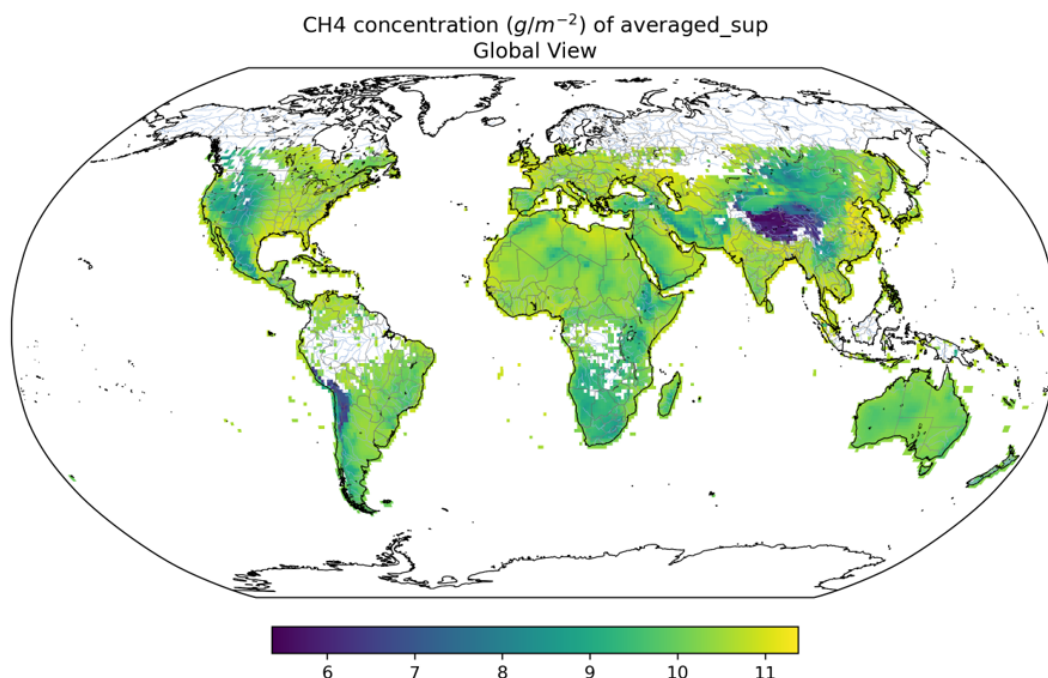 CH4 concentration (g/m⁻²) of averaged_sup
Global View
6 7 8 9 10 11